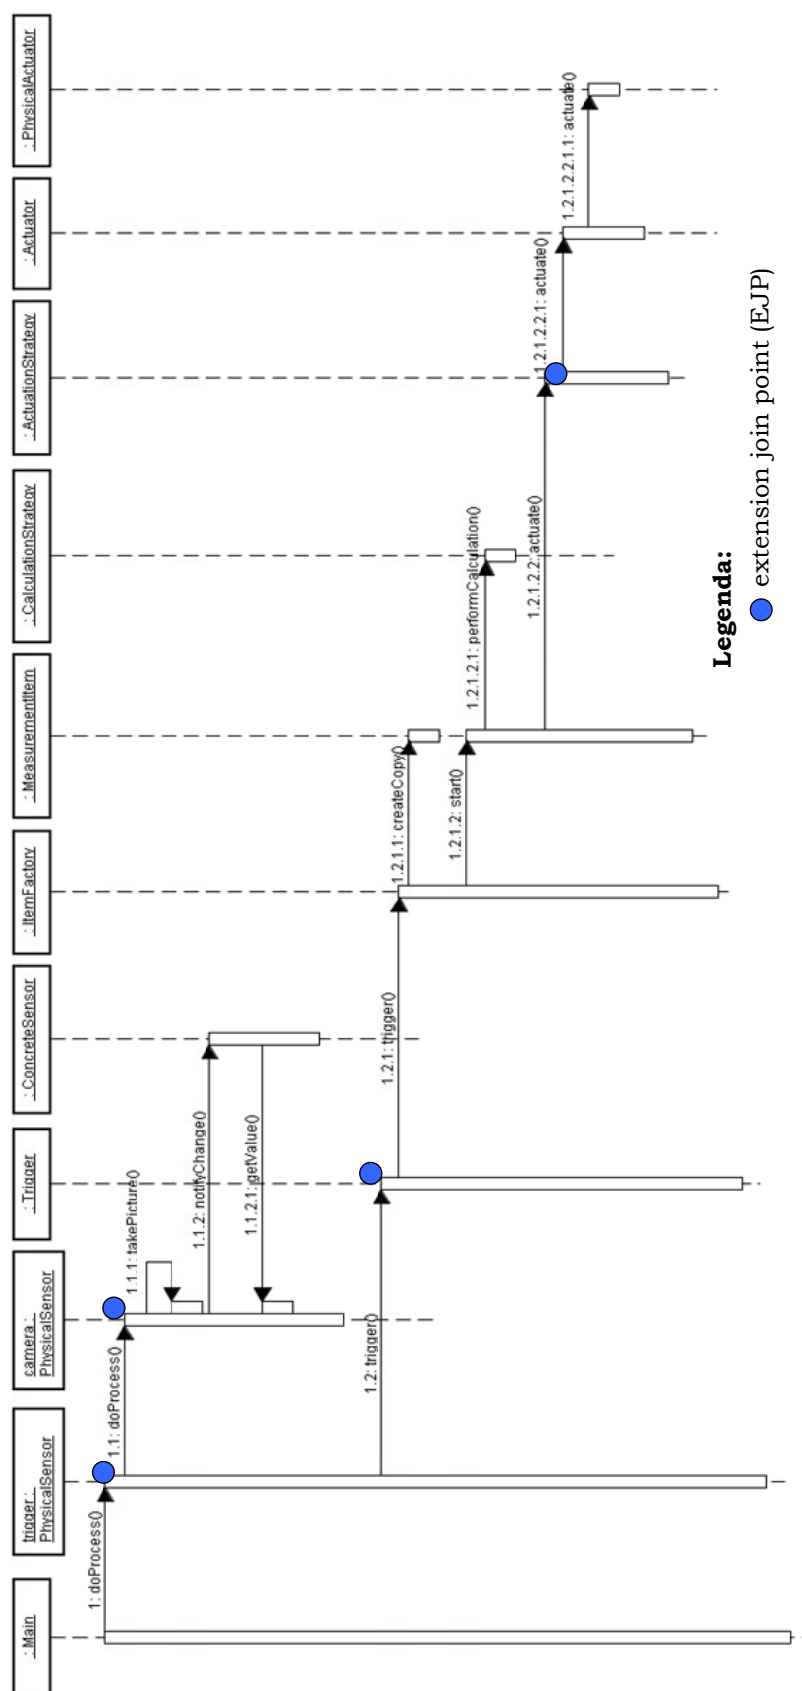 : Main
trigger :
PhysicalSensor
camera :
PhysicalSensor
: Trigger
: ConcreteSensor
: ItemFactory
: MeasurementItem
: CalculationStrategy
: ActuationStrategy
: Actuator
: PhysicalActuator
1: doProcess()
1.1: doProcess()
1.1.1: takePicture()
1.1.2: notifyChange()
1.1.2.1: getValue()
1.2: trigger()
1.2.1: trigger()
1.2.1.1: createCopy()
1.2.1.2: start()
1.2.1.2.1: performCalculation()
1.2.1.2.2: actuate()
1.2.1.2.2.1: actuate()
1.2.1.2.2.1.1: actuate()
Legenda:
extension join point (EJP)